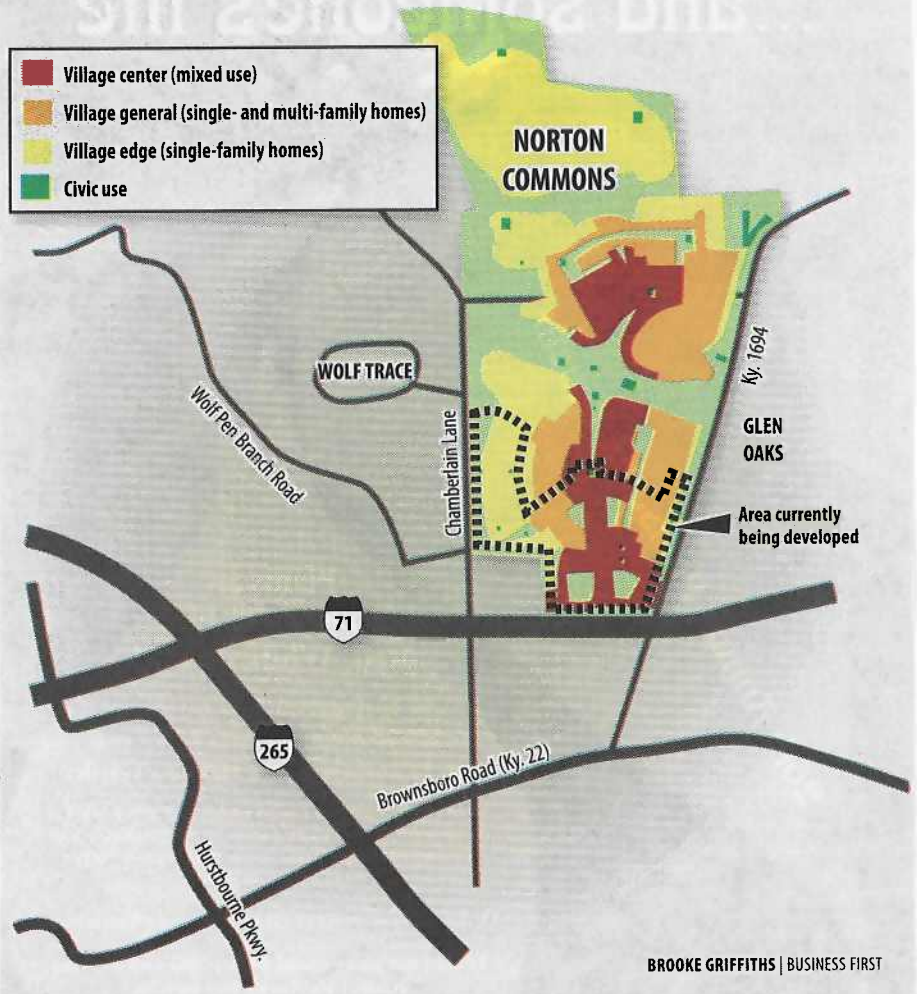 Village center (mixed use)
Village general (single- and multi-family homes)
Village edge (single-family homes)
Civic use
NORTON
COMMONS
WOLF TRACE
Wolf Pen Branch Road
Chamberlain Lane
Ky. 1694
GLEN
OAKS
Area currently
being developed
71
265
Brownsboro Road (Ky. 22)
Hurstbourne Pkwy.
BROOKE GRIFFITHS | BUSINESS FIRST